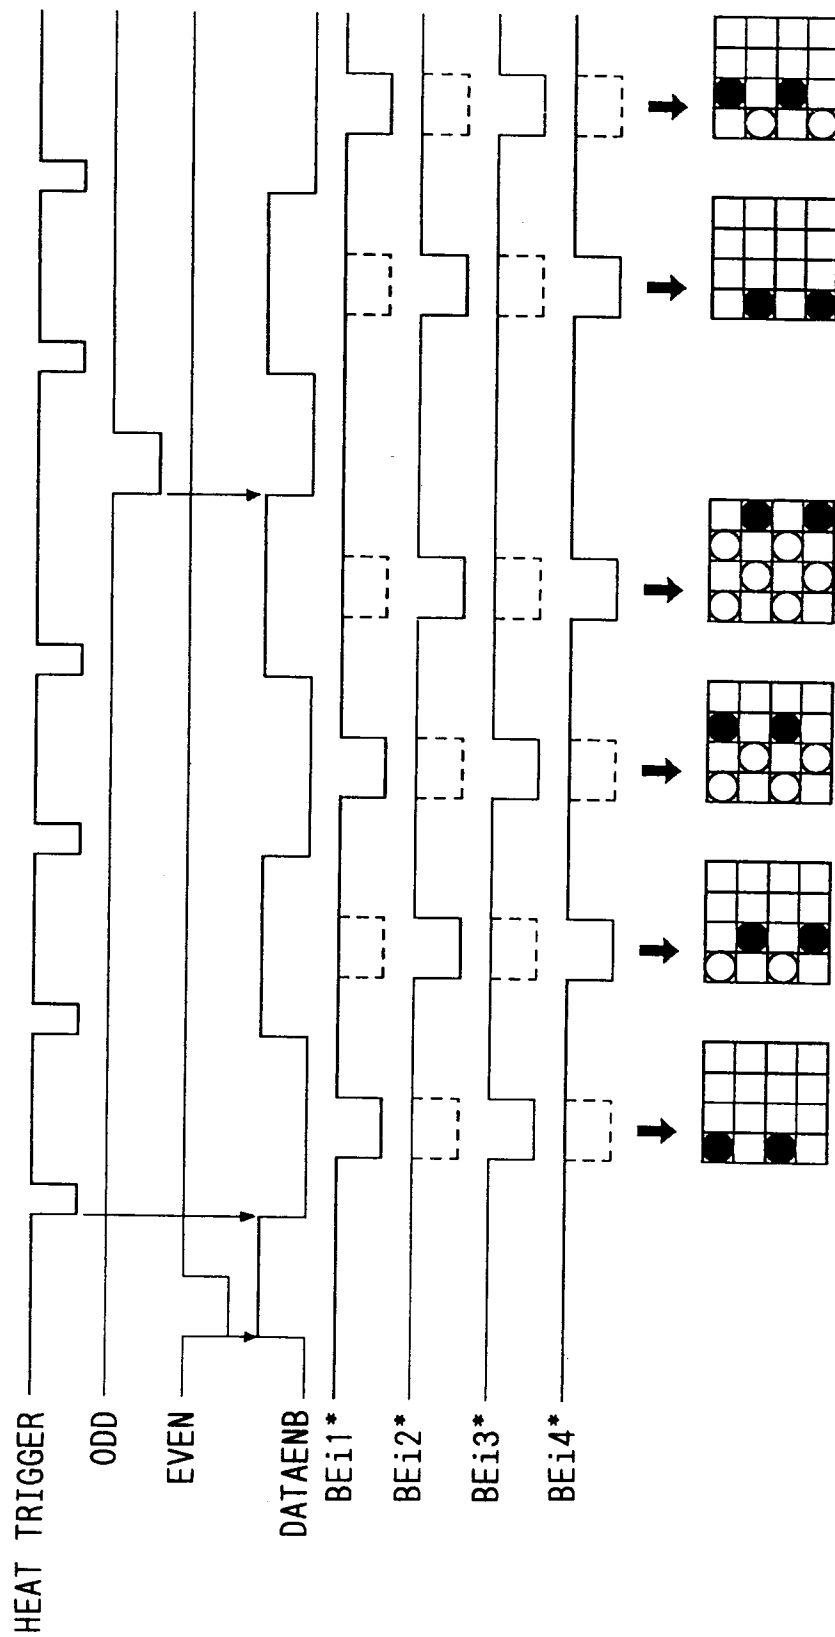 HEAT TRIGGER
ODD
EVEN
DATAENB
BEi1*
BEi2*
BEi3*
BEi4*